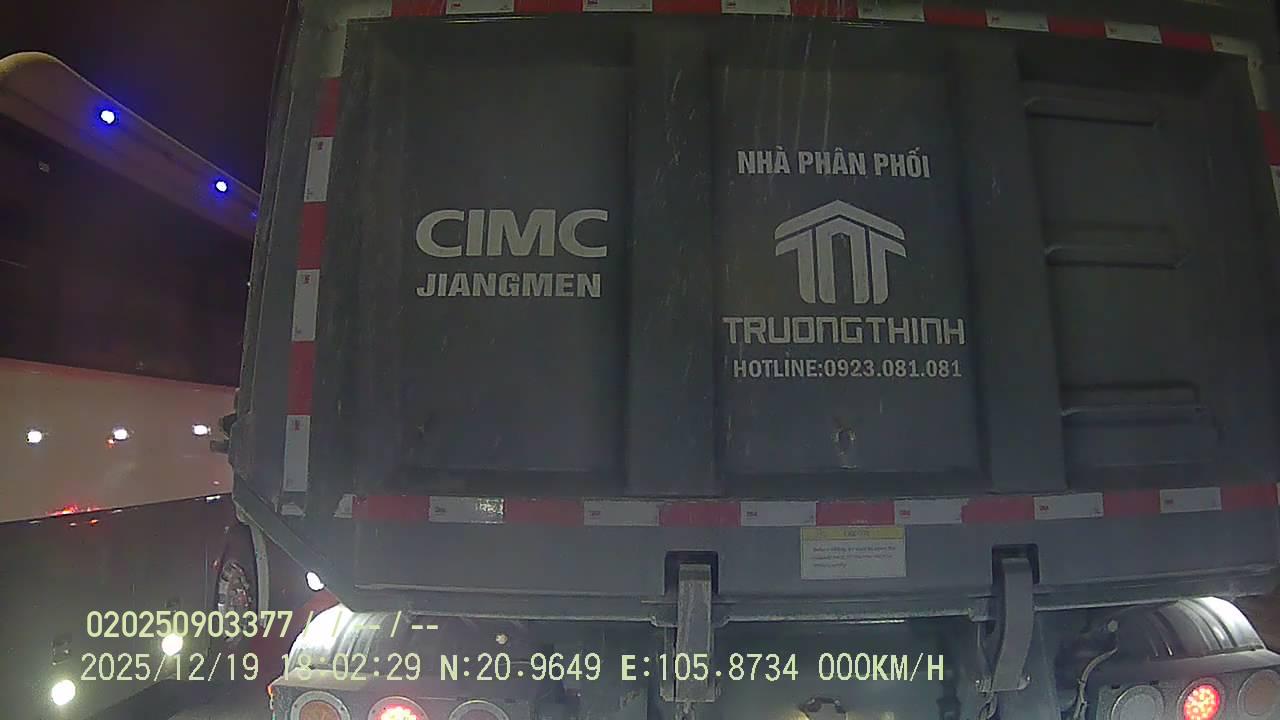 NHÀ PHÂN PHỐI
CIMC
JIANGMEN
TRUONGTHINH
HOTLINE:0923.081.081
020250903377/ /--/--
2025/12/19 18:02:29 N:20.9649 E:105.8734 000KM/H